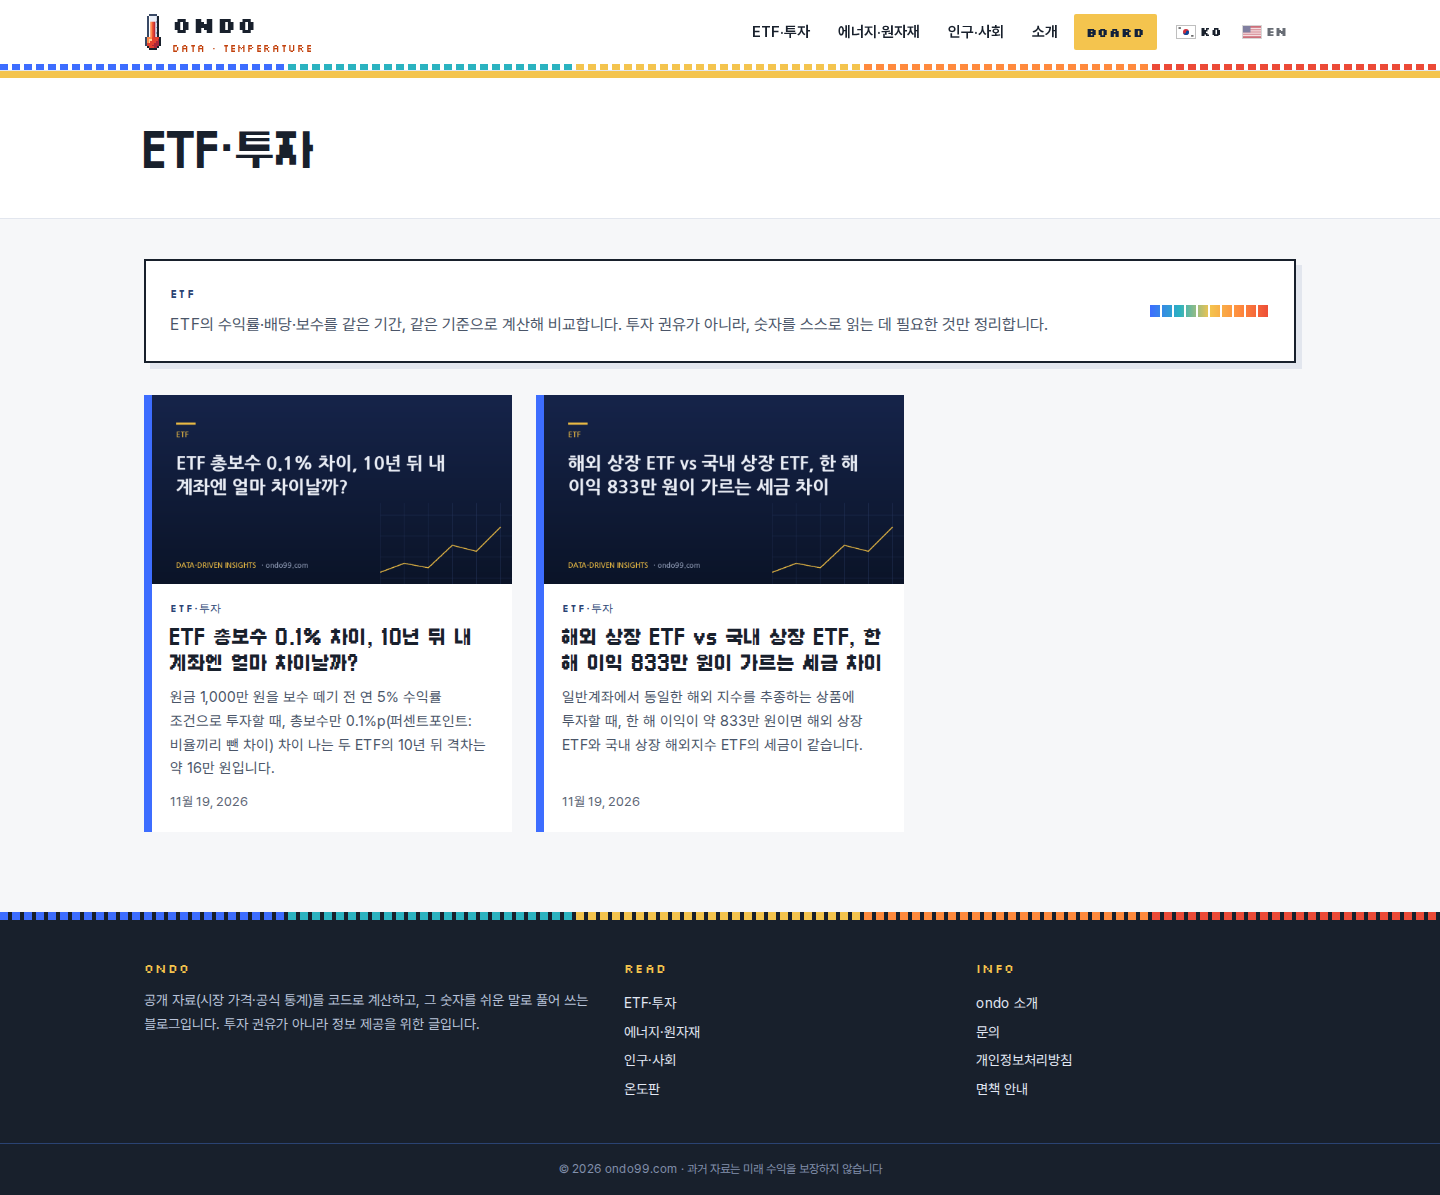 ONDO
DATA · TEMPERATURE
ETF·투자
에너지·원자재
인구·사회
소개
BOARD
KO
EN
ETF·투자
ETF
ETF의 수익률·배당·보수를 같은 기간, 같은 기준으로 계산해 비교합니다. 투자 권유가 아니라, 숫자를 스스로 읽는 데 필요한 것만 정리합니다.
ETF
ETF 총보수 0.1% 차이, 10년 뒤 내
계좌엔 얼마 차이날까?
DATA-DRIVEN INSIGHTS · ondo99.com
ETF·투자
ETF 총보수 0.1% 차이, 10년 뒤 내
계좌엔 얼마 차이날까?
원금 1,000만 원을 보수 떼기 전 연 5% 수익률
조건으로 투자할 때, 총보수만 0.1%p(퍼센트포인트:
비율끼리 뺀 차이) 차이 나는 두 ETF의 10년 뒤 격차는
약 16만 원입니다.
11월 19, 2026
ETF
해외 상장 ETF vs 국내 상장 ETF, 한 해
이익 833만 원이 가르는 세금 차이
DATA-DRIVEN INSIGHTS · ondo99.com
ETF·투자
해외 상장 ETF vs 국내 상장 ETF, 한
해 이익 833만 원이 가르는 세금 차이
일반계좌에서 동일한 해외 지수를 추종하는 상품에
투자할 때, 한 해 이익이 약 833만 원이면 해외 상장
ETF와 국내 상장 해외지수 ETF의 세금이 같습니다.
11월 19, 2026
ONDO
공개 자료(시장 가격·공식 통계)를 코드로 계산하고, 그 숫자를 쉬운 말로 풀어 쓰는
블로그입니다. 투자 권유가 아니라 정보 제공을 위한 글입니다.
READ
ETF·투자
에너지·원자재
인구·사회
온도판
INFO
ondo 소개
문의
개인정보처리방침
면책 안내
© 2026 ondo99.com · 과거 자료는 미래 수익을 보장하지 않습니다